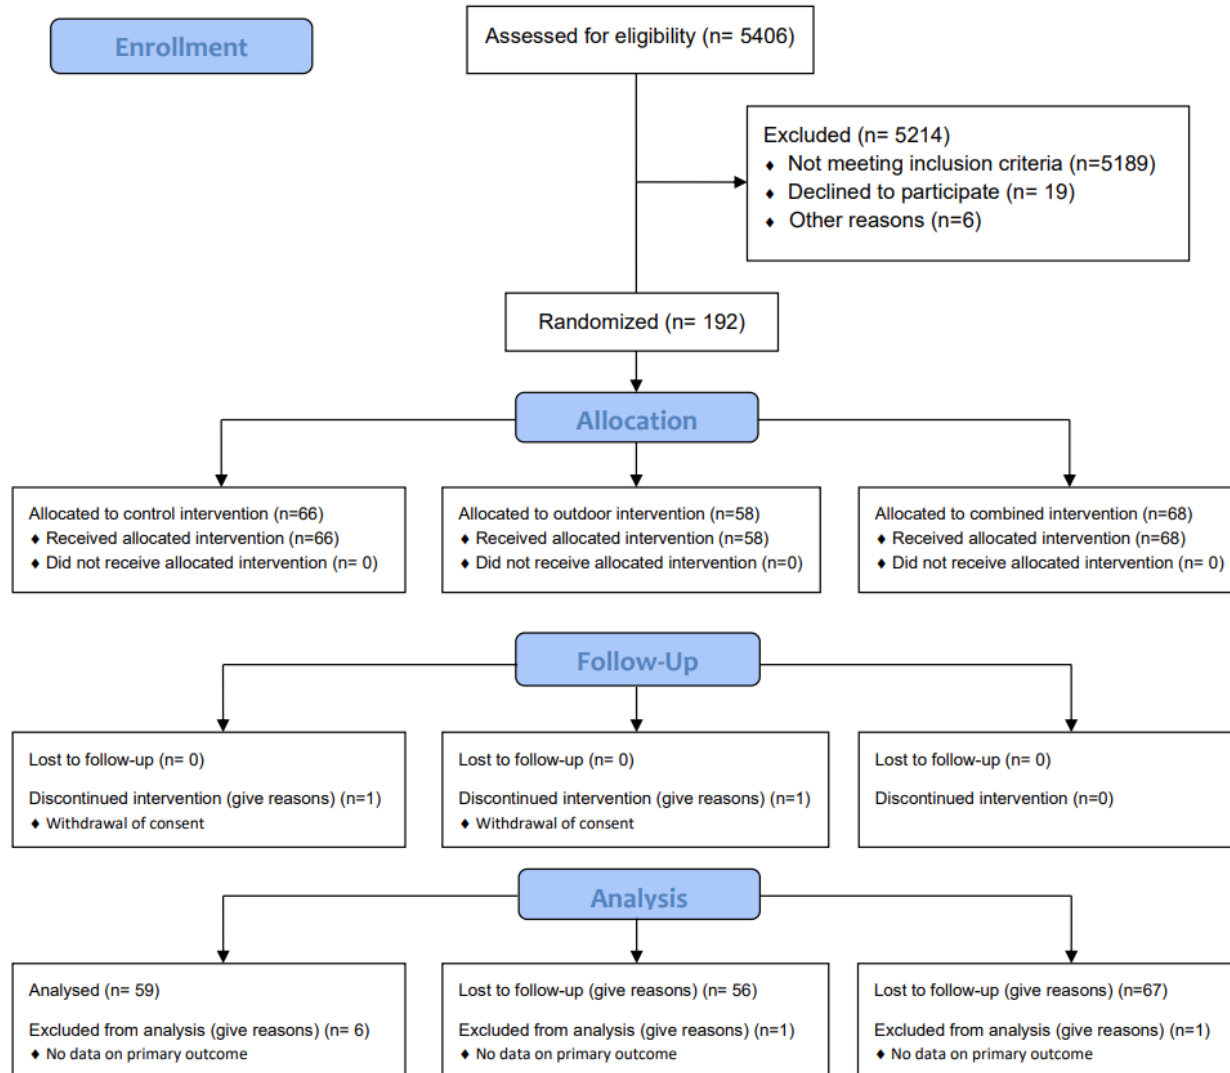 Enrollment
Assessed for eligibility (n= 5406)
Excluded (n= 5214)
♦ Not meeting inclusion criteria (n=5189)
♦ Declined to participate (n= 19)
♦ Other reasons (n=6)
Randomized (n= 192)
Allocation
Allocated to control intervention (n=66)
♦ Received allocated intervention (n=66)
♦ Did not receive allocated intervention (n= 0)
Allocated to outdoor intervention (n=58)
♦ Received allocated intervention (n=58)
♦ Did not receive allocated intervention (n=0)
Allocated to combined intervention (n=68)
♦ Received allocated intervention (n=68)
♦ Did not receive allocated intervention (n= 0)
Follow-Up
Lost to follow-up (n= 0)
Discontinued intervention (give reasons) (n=1)
♦ Withdrawal of consent
Lost to follow-up (n= 0)
Discontinued intervention (give reasons) (n=1)
♦ Withdrawal of consent
Lost to follow-up (n= 0)
Discontinued intervention (n=0)
Analysis
Analysed (n= 59)
Excluded from analysis (give reasons) (n= 6)
♦ No data on primary outcome
Lost to follow-up (give reasons) (n= 56)
Excluded from analysis (give reasons) (n=1)
♦ No data on primary outcome
Lost to follow-up (give reasons) (n=67)
Excluded from analysis (give reasons) (n=1)
♦ No data on primary outcome